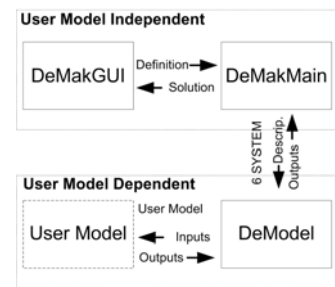 User Model Independent
DeMakGUI
Definition
Solution
DeMakMain
6 SYSTEM
Descrip.
Outputs
User Model Dependent
User Model
User Model
Inputs
Outputs
DeModel